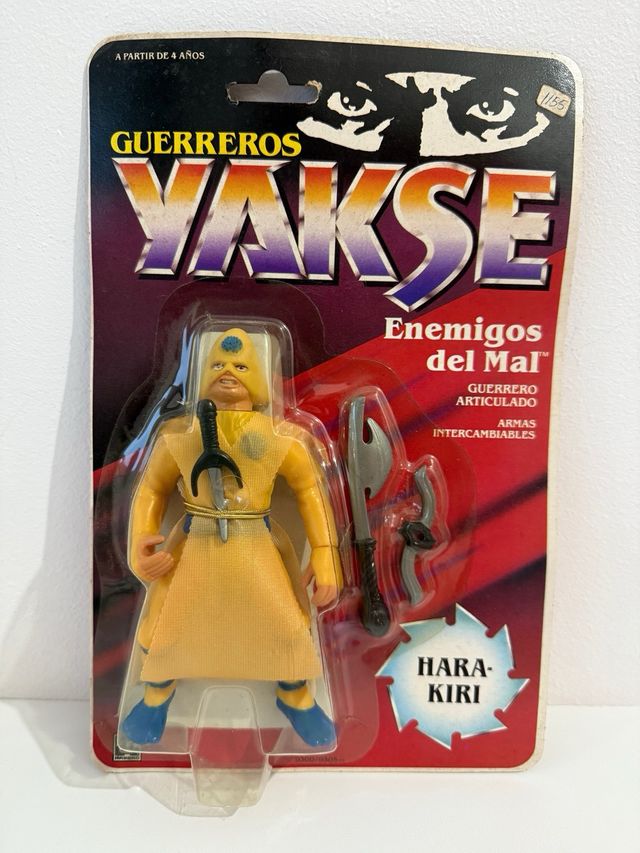 A PARTIR DE 4 AÑOS
1155
GUERREROS
YAKSE
Enemigos
del Mal™
GUERRERO
ARTICULADO
ARMAS
INTERCAMBIABLES
HARA-
KIRI